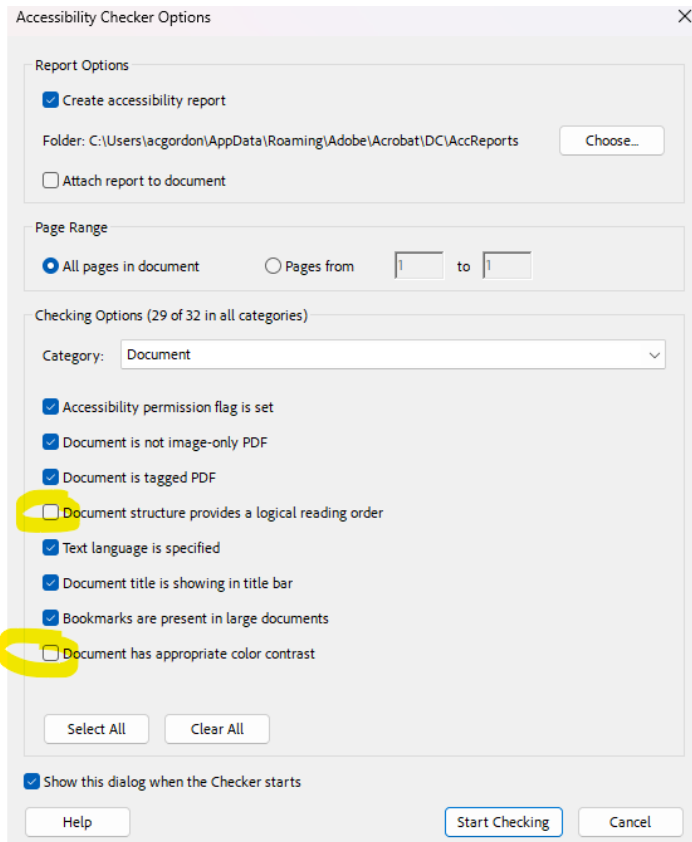 Accessibility Checker Options
Report Options
Create accessibility report
Folder: C:\Users\acgordon\AppData\Roaming\Adobe\Acrobat\DC\AccReports Choose...
Attach report to document
Page Range
All pages in document Pages from 1 to 1
Checking Options (29 of 32 in all categories)
Category: Document
Accessibility permission flag is set
Document is not image-only PDF
Document is tagged PDF
Document structure provides a logical reading order
Text language is specified
Document title is showing in title bar
Bookmarks are present in large documents
Document has appropriate color contrast
Select All Clear All
Show this dialog when the Checker starts
Help Start Checking Cancel